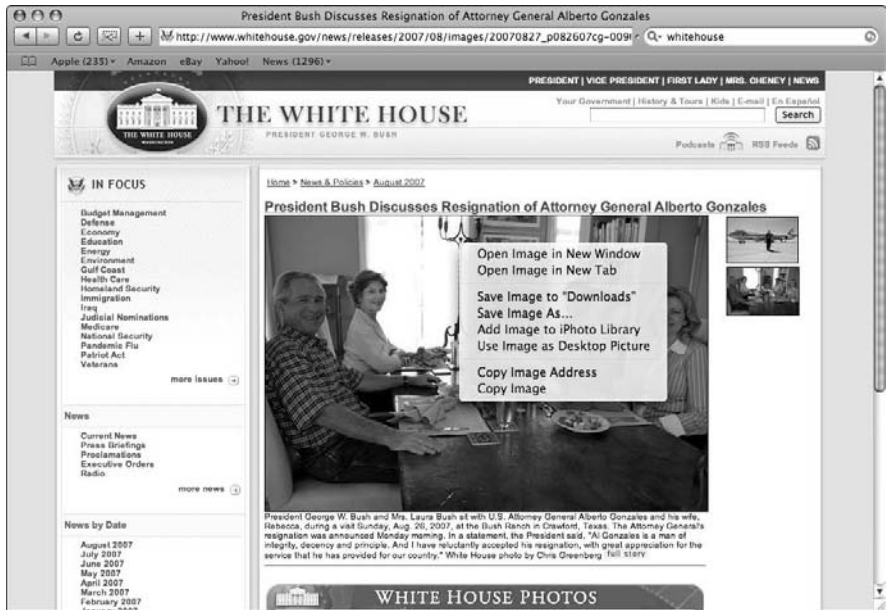 President Bush Discusses Resignation of Attorney General Alberto Gonzales
http://www.whitehouse.gov/news/releases/2007/08/images/20070827_p082607cg-009
whitehouse
Apple (235) Amazon eBay Yahoo! News (1296)
PRESIDENT | VICE PRESIDENT | FIRST LADY | MRS. CHENEY | NEWS
Your Government | History & Tours | Kids | E-mail | En Español
Search
THE WHITE HOUSE
PRESIDENT GEORGE W. BUSH
THE WHITE HOUSE
WASHINGTON
Podcasts RSS Feeds
IN FOCUS
Budget Management
Defense
Economy
Education
Energy
Environment
Gulf Coast
Health Care
Homeland Security
Immigration
Iraq
Judicial Nominations
Medicare
National Security
Pandemic Flu
Patriot Act
Veterans
more issues
News
Current News
Press Briefings
Proclamations
Executive Orders
Radio
more news
News by Date
August 2007
July 2007
June 2007
May 2007
April 2007
March 2007
February 2007
Home > News & Policies > August 2007
President Bush Discusses Resignation of Attorney General Alberto Gonzales
Open Image in New Window
Open Image in New Tab
Save Image to "Downloads"
Save Image As...
Add Image to iPhoto Library
Use Image as Desktop Picture
Copy Image Address
Copy Image
President George W. Bush and Mrs. Laura Bush sit with U.S. Attorney General Alberto Gonzales and his wife,
Rebecca, during a visit Sunday, Aug. 26, 2007, at the Bush Ranch in Crawford, Texas. The Attorney General's
resignation was announced Monday morning. In a statement, the President said, "Al Gonzales is a man of
integrity, decency and principle. And I have reluctantly accepted his resignation, with great appreciation for the
service that he has provided for our country." White House photo by Chris Greenberg full story
WHITE HOUSE PHOTOS